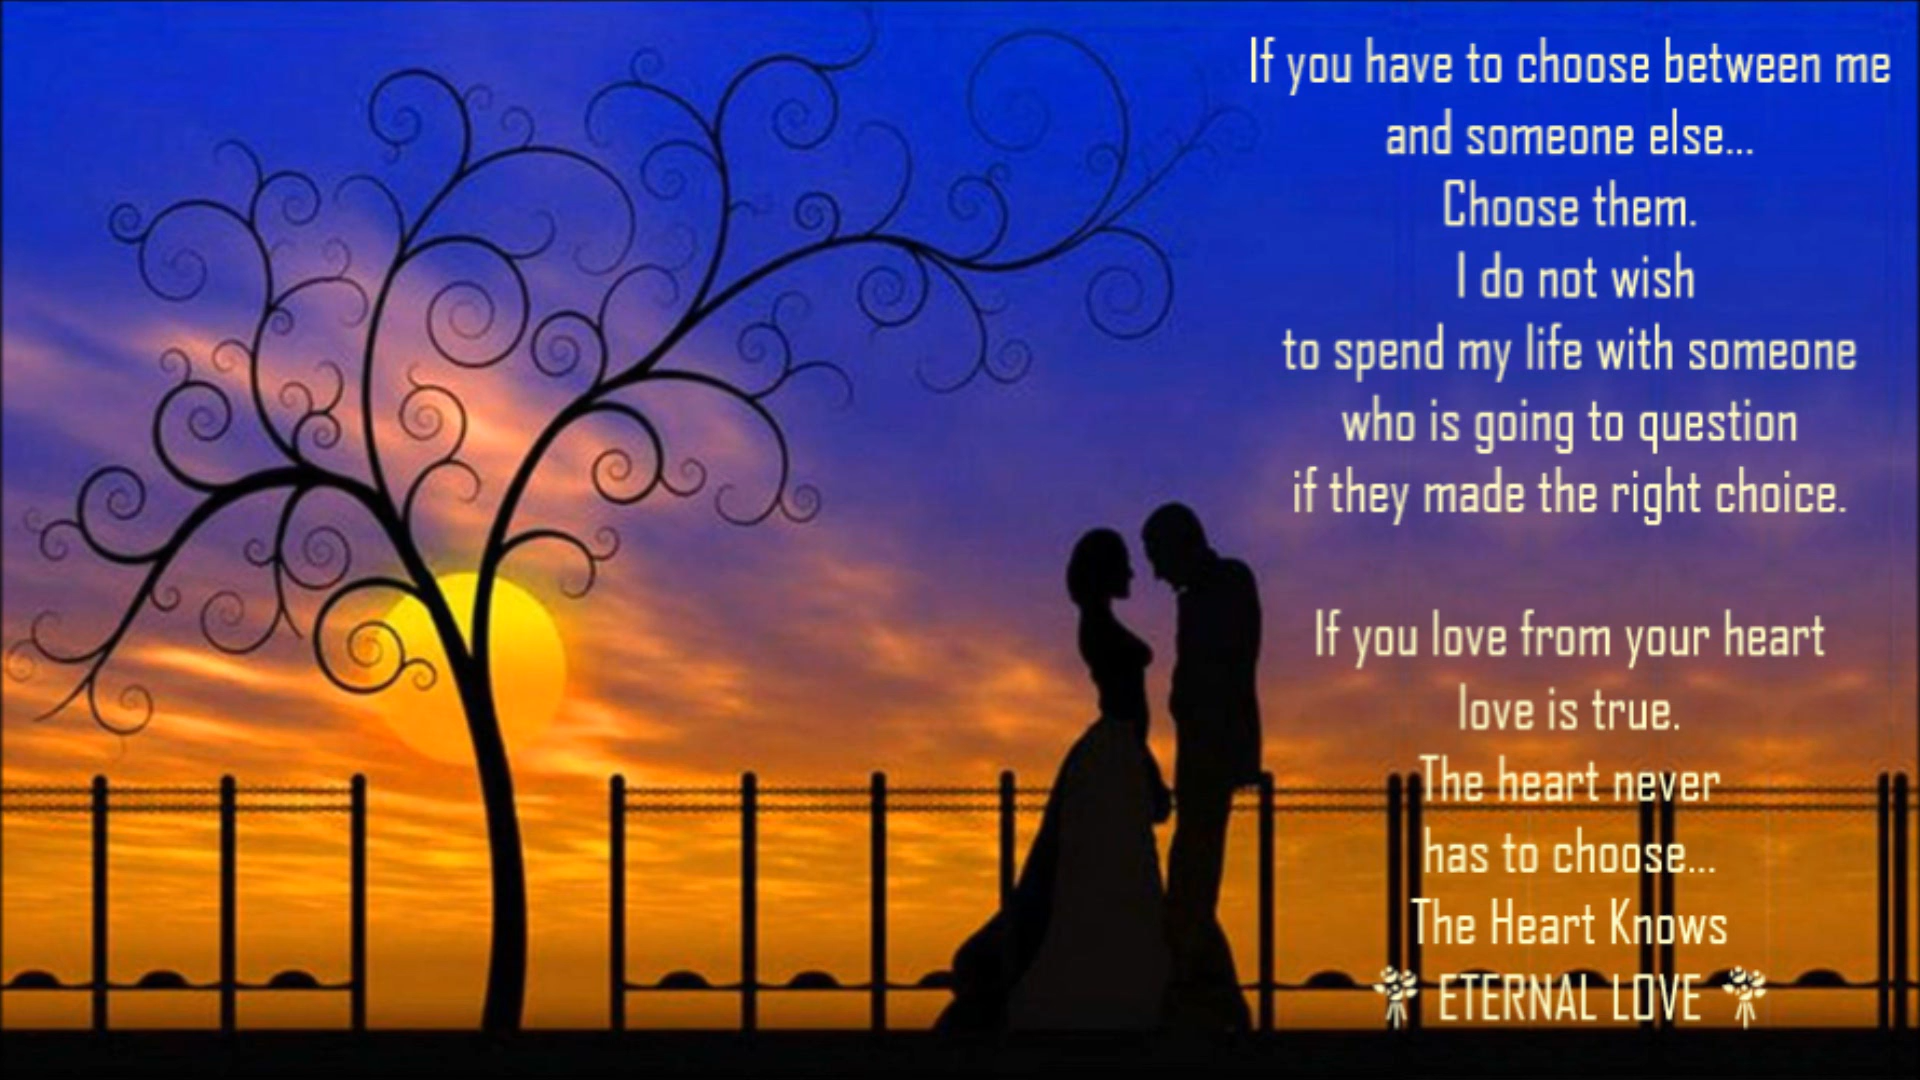 If you have to choose between me
and someone else...
Choose them.
I do not wish
to spend my life with someone
who is going to question
if they made the right choice.
If you love from your heart
love is true.
The heart never
has to choose...
The Heart Knows
ETERNAL LOVE